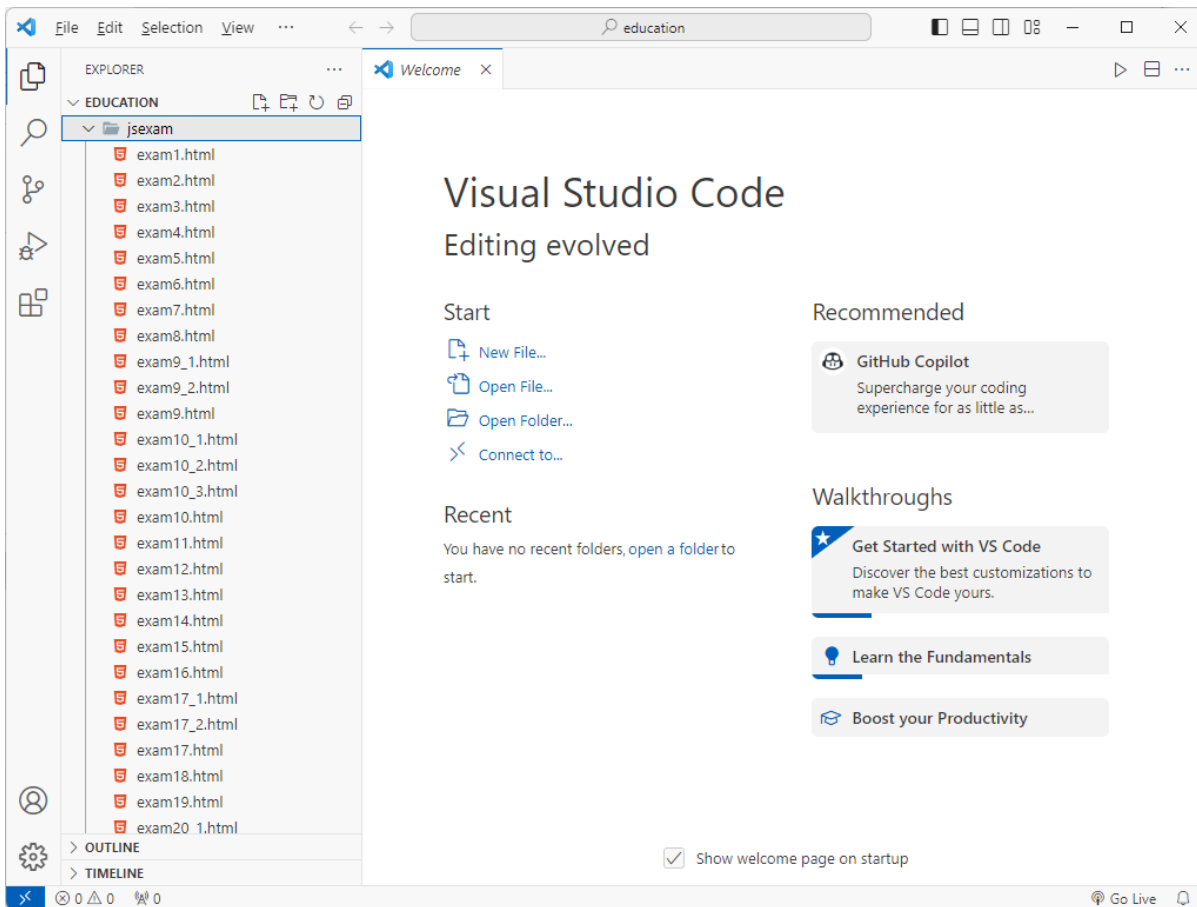 File Edit Selection View ··· education
EXPLORER ···
Welcome
EDUCATION
jsexam
exam1.html
exam2.html
exam3.html
exam4.html
exam5.html
exam6.html
exam7.html
exam8.html
exam9_1.html
exam9_2.html
exam9.html
exam10_1.html
exam10_2.html
exam10_3.html
exam10.html
exam11.html
exam12.html
exam13.html
exam14.html
exam15.html
exam16.html
exam17_1.html
exam17_2.html
exam17.html
exam18.html
exam19.html
exam20_1.html
OUTLINE
TIMELINE
Visual Studio Code
Editing evolved
Start
New File...
Open File...
Open Folder...
Connect to...
Recent
You have no recent folders, open a folder to
start.
Recommended
GitHub Copilot
Supercharge your coding
experience for as little as...
Walkthroughs
Get Started with VS Code
Discover the best customizations to
make VS Code yours.
Learn the Fundamentals
Boost your Productivity
Show welcome page on startup
0 0 0 Go Live